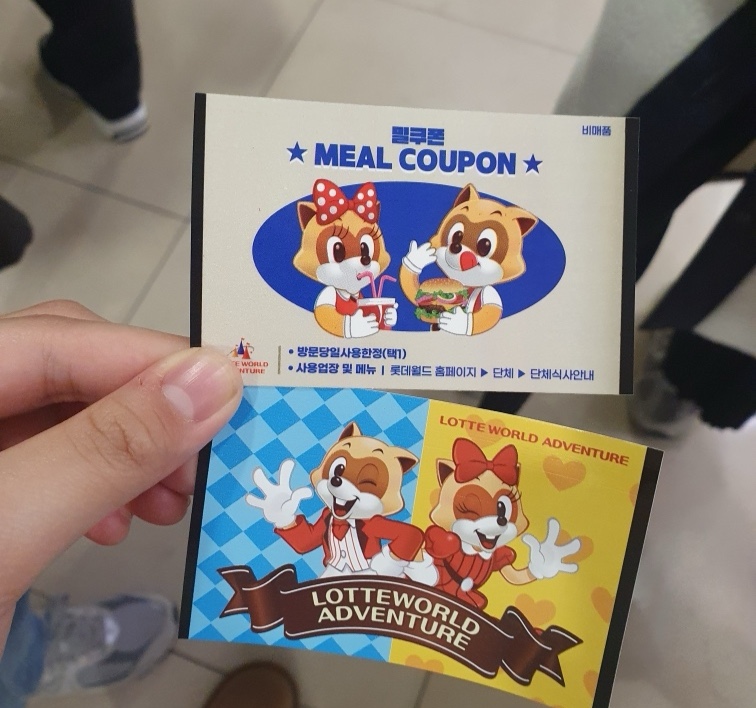 비매품
밀쿠폰
★ MEAL COUPON ★
• 방문당일사용한정(택1)
• 사용업장 및 메뉴 | 롯데월드 홈페이지 ▶ 단체 ▶ 단체식사안내
WORLD
LOTTE WORLD ADVENTURE
LOTTEWORLD
ADVENTURE